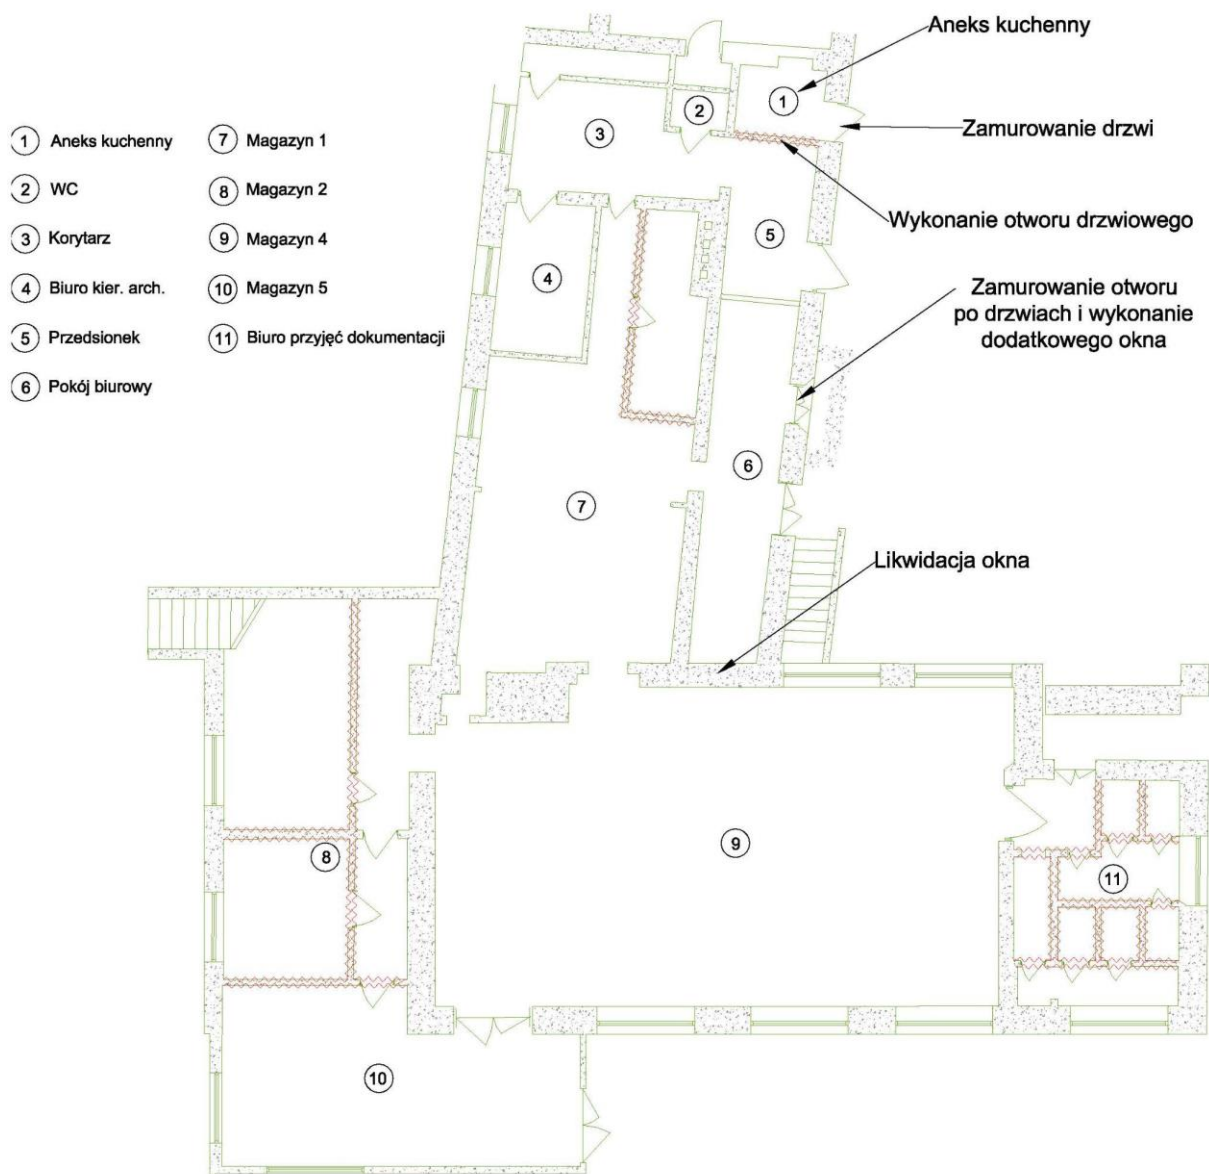 Aneks kuchenny
Zamurowanie drzwi
Wykonanie otworu drzwiowego
Zamurowanie otworu
po drzwiach i wykonanie
dodatkowego okna
Likwidacja okna
1 Aneks kuchenny
2 WC
3 Korytarz
4 Biuro kier. arch.
5 Przedsionek
6 Pokój biurowy
7 Magazyn 1
8 Magazyn 2
9 Magazyn 4
10 Magazyn 5
11 Biuro przyjęć dokumentacji
1
2
3
4
5
6
7
8
9
11
10